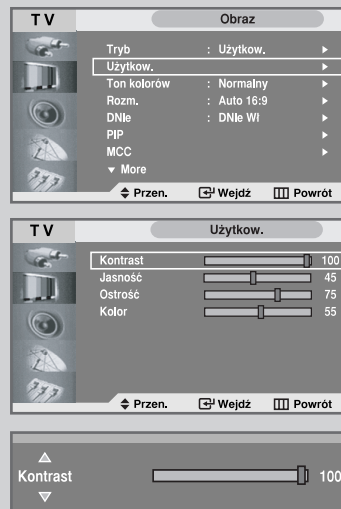 TV Obraz
Tryb : Użytkow. ►
Użytkow. ►
Ton kolorów : Normalny ►
Rozm. : Auto 16:9 ►
DNIe : DNIe Wł ►
PIP ►
MCC ►
▼ More
Przen. Wejdź Powrót
TV Użytkow.
Kontrast 100
Jasność 45
Ostrość 75
Kolor 55
Przen. Wejdź Powrót
Kontrast 100